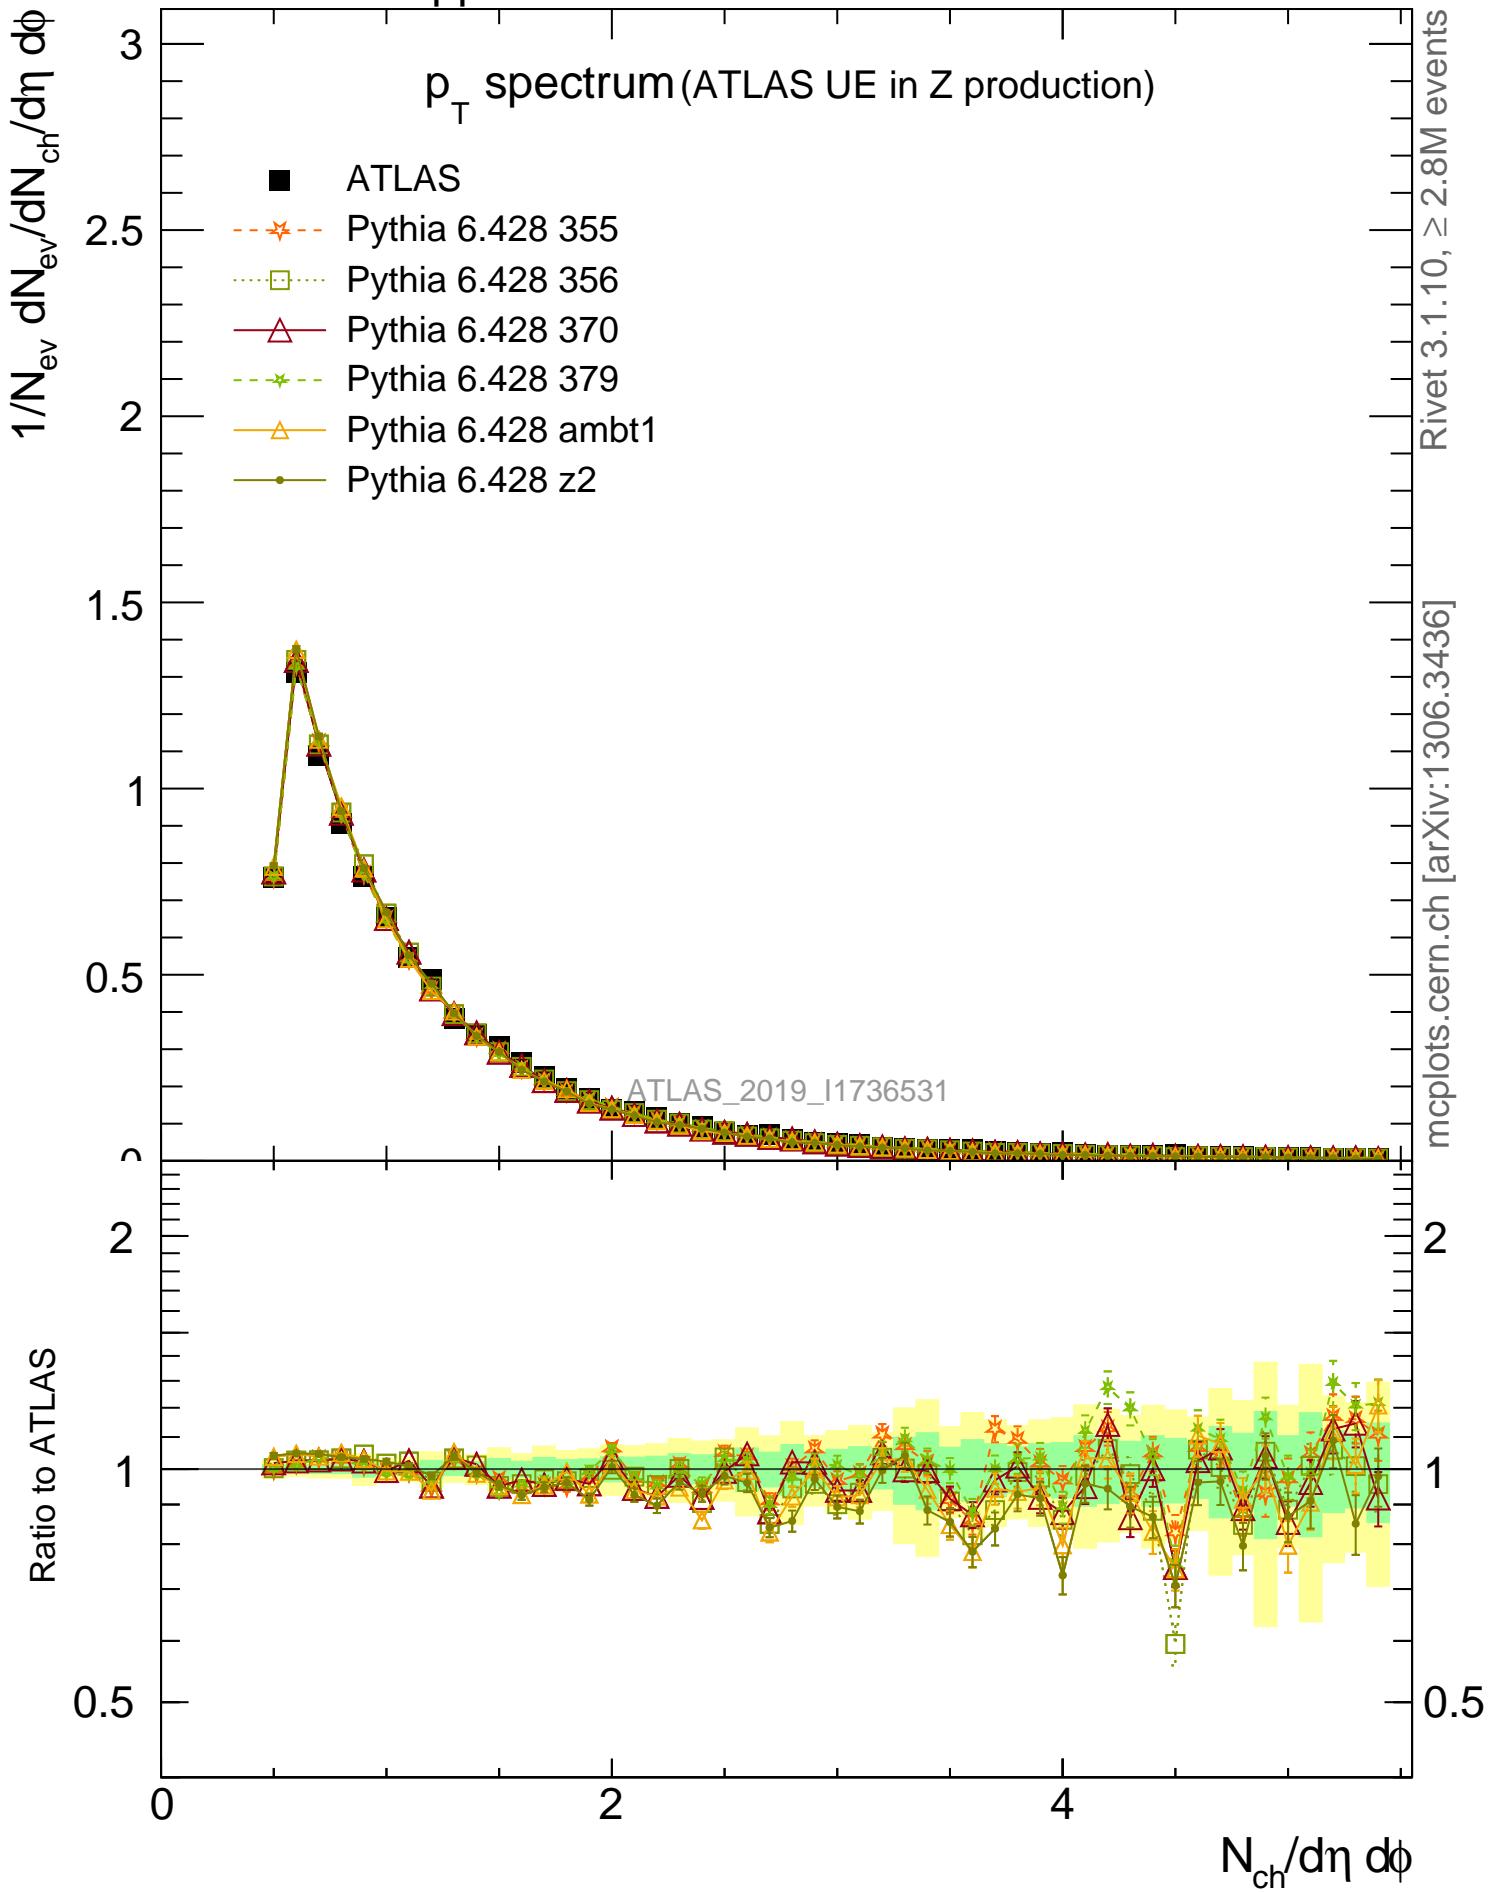 1/N_ev dN_ev/dN_ch/dη dϕ
p_T spectrum (ATLAS UE in Z production)
ATLAS
Pythia 6.428 355
Pythia 6.428 356
Pythia 6.428 370
Pythia 6.428 379
Pythia 6.428 ambt1
Pythia 6.428 z2
3
2.5
2
1.5
1
0.5
0
ATLAS_2019_I1736531
Rivet 3.1.10, ≥ 2.8M events
mcplots.cern.ch [arXiv:1306.3436]
Ratio to ATLAS
2
1
0.5
2
1
0.5
0
2
4
N_ch/dη dϕ